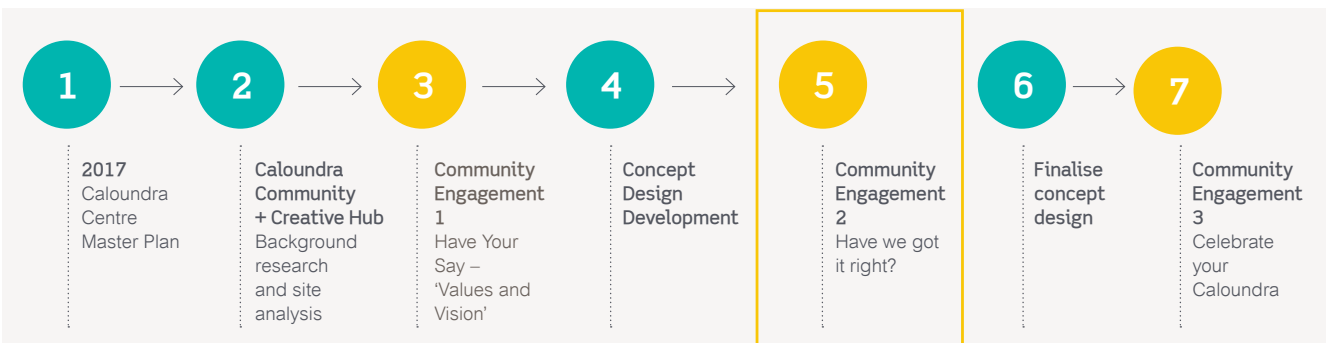 1
2017
Caloundra
Centre
Master Plan
2
Caloundra
Community
+ Creative Hub
Background
research
and site
analysis
3
Community
Engagement
1
Have Your
Say –
‘Values and
Vision’
4
Concept
Design
Development
5
Community
Engagement
2
Have we got
it right?
6
Finalise
concept
design
7
Community
Engagement
3
Celebrate
your
Caloundra